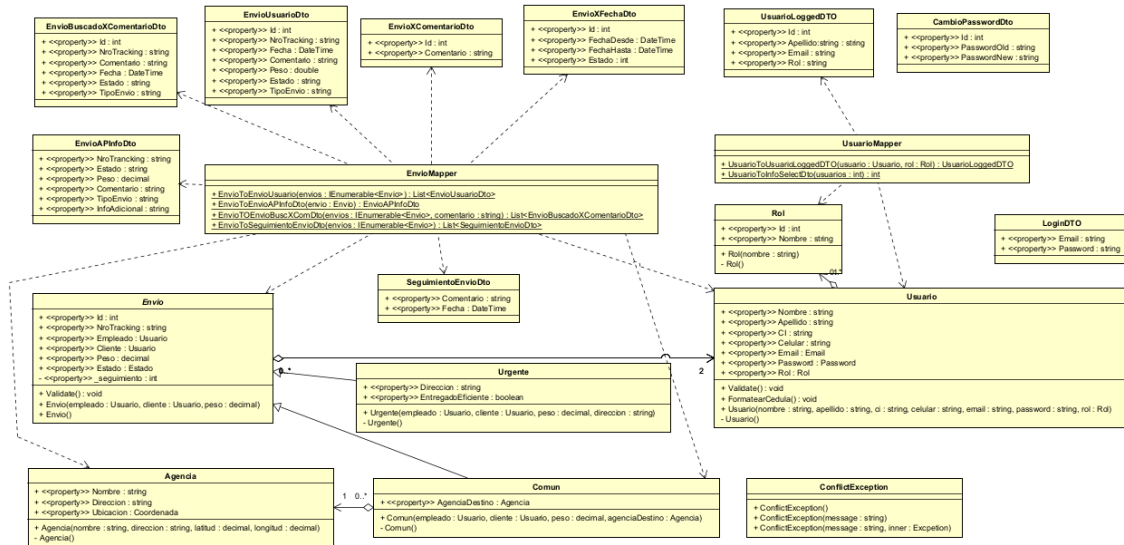 EnvioBuscadoXComentarioDto
+ <<property>> Id : int
+ <<property>> NroTracking : string
+ <<property>> Comentario : string
+ <<property>> Fecha : DateTime
+ <<property>> Estado : string
+ <<property>> TipoEnvio : string
EnvioUsuarioDto
+ <<property>> Id : int
+ <<property>> NroTracking : string
+ <<property>> Fecha : DateTime
+ <<property>> Comentario : string
+ <<property>> Peso : double
+ <<property>> Estado : string
+ <<property>> TipoEnvio : string
EnvioXComentarioDto
+ <<property>> Id : int
+ <<property>> Comentario : string
EnvioXFechaDto
+ <<property>> Id : int
+ <<property>> FechaDesde : DateTime
+ <<property>> FechaHasta : DateTime
+ <<property>> Estado : int
UsuarioLoggedDTO
+ <<property>> Id : int
+ <<property>> Apellido:string : string
+ <<property>> Email : string
+ <<property>> Rol : string
CambioPasswordDto
+ <<property>> Id : int
+ <<property>> PasswordOld : string
+ <<property>> PasswordNew : string
EnvioAPInfoDto
+ <<property>> NroTrancking : string
+ <<property>> Estado : string
+ <<property>> Peso : decimal
+ <<property>> Comentario : string
+ <<property>> TipoEnvio : string
+ <<property>> InfoAdicional : string
EnvioMapper
+ EnvioToEnvioUsuario(envios : IEnumerable<Envio>) : List<EnvioUsuarioDto>
+ EnvioToEnvioAPInfoDto(envio : Envio) : EnvioAPInfoDto
+ EnvioTOEnvioBuscXComDto(envios : IEnumerable<Envio>, comentario : string) : List<EnvioBuscadoXComentarioDto>
+ EnvioToSeguimientoEnvioDto(envios : IEnumerable<Envio>) : List<SeguimientoEnvioDto>
UsuarioMapper
+ UsuarioToUsuarioLoggedDTO(usuario : Usuario, rol : Rol) : UsuarioLoggedDTO
+ UsuarioToInfoSelectDto(usuarios : int) : int
Rol
+ <<property>> Id : int
+ <<property>> Nombre : string
+ Rol(nombre : string)
- Rol()
LoginDTO
+ <<property>> Email : string
+ <<property>> Password : string
SeguimientoEnvioDto
+ <<property>> Comentario : string
+ <<property>> Fecha : DateTime
Envio
+ <<property>> Id : int
+ <<property>> NroTracking : string
+ <<property>> Empleado : Usuario
+ <<property>> Cliente : Usuario
+ <<property>> Peso : decimal
+ <<property>> Estado : Estado
- <<property>> _seguimiento : int
+ Validate() : void
+ Envio(empleado : Usuario, cliente : Usuario, peso : decimal)
+ Envio()
2
Urgente
+ <<property>> Direccion : string
+ <<property>> EntregadoEficiente : boolean
+ Urgente(empleado : Usuario, cliente : Usuario, peso : decimal, direccion : string)
- Urgente()
Usuario
+ <<property>> Nombre : string
+ <<property>> Apellido : string
+ <<property>> CI : string
+ <<property>> Celular : string
+ <<property>> Email : Email
+ <<property>> Password : Password
+ <<property>> Rol : Rol
+ Validate() : void
+ FormatearCedula() : void
+ Usuario(nombre : string, apellido : string, ci : string, celular : string, email : string, password : string, rol : Rol)
- Usuario()
Agencia
+ <<property>> Nombre : string
+ <<property>> Direccion : string
+ <<property>> Ubicacion : Coordenada
+ Agencia(nombre : string, direccion : string, latitud : decimal, longitud : decimal)
- Agencia()
1 0..*
Comun
+ <<property>> AgenciaDestino : Agencia
+ Comun(empleado : Usuario, cliente : Usuario, peso : decimal, agenciaDestino : Agencia)
- Comun()
ConflictException
+ ConflictException()
+ ConflictException(message : string)
+ ConflictException(message : string, inner : Excpetion)